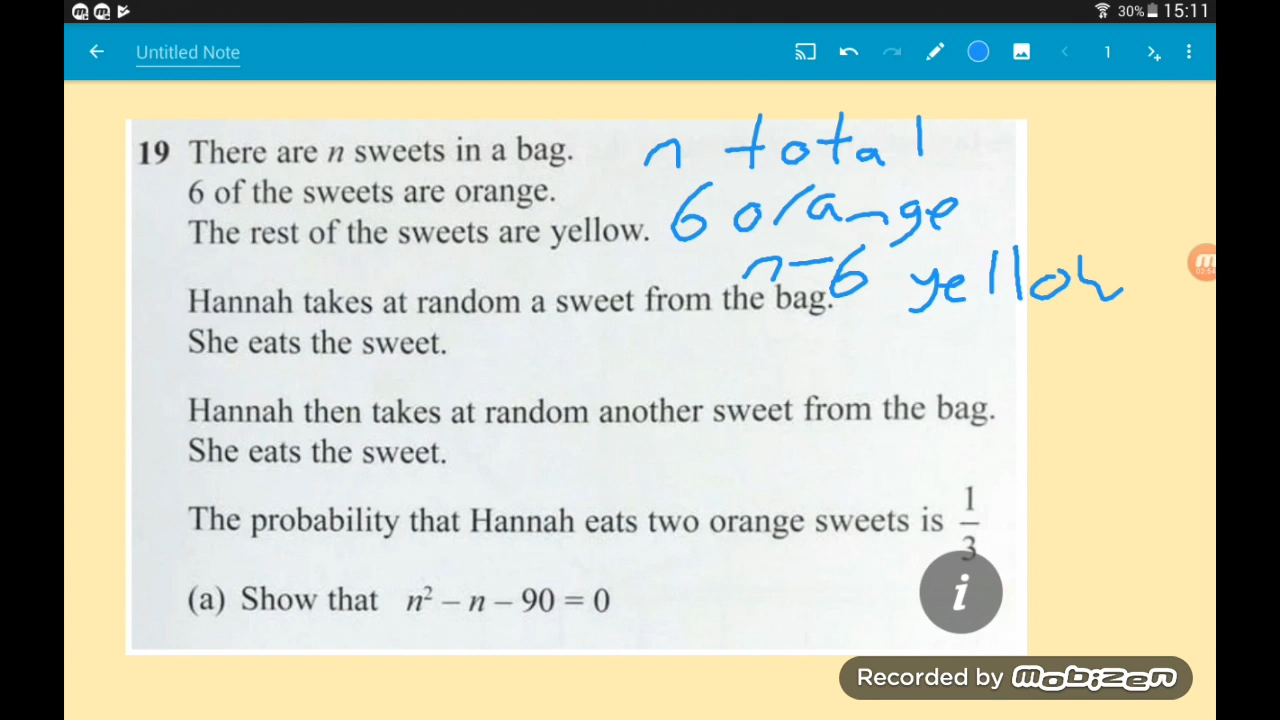 30% 15:11
Untitled Note 1
19 There are n sweets in a bag.
n total
6 of the sweets are orange.
6 orange
The rest of the sweets are yellow.
n-6 yellow
Hannah takes at random a sweet from the bag.
02:54
She eats the sweet.
Hannah then takes at random another sweet from the bag.
She eats the sweet.
The probability that Hannah eats two orange sweets is 1/3
(a) Show that n² – n – 90 = 0
i
Recorded by mobizen